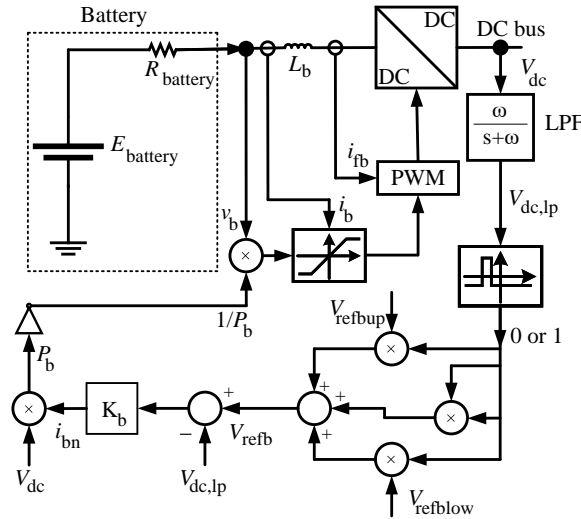 Battery
R battery
E battery
L b
DC
DC
DC bus
V dc
ω
s+ω
LPF
i fb
PWM
V dc,lp
v b
i b
×
1/P b
V refbup
0 or 1
P b
×
+
+
×
×
K b
i bn
+
−
V refb
+
×
V dc
V dc,lp
V refblow